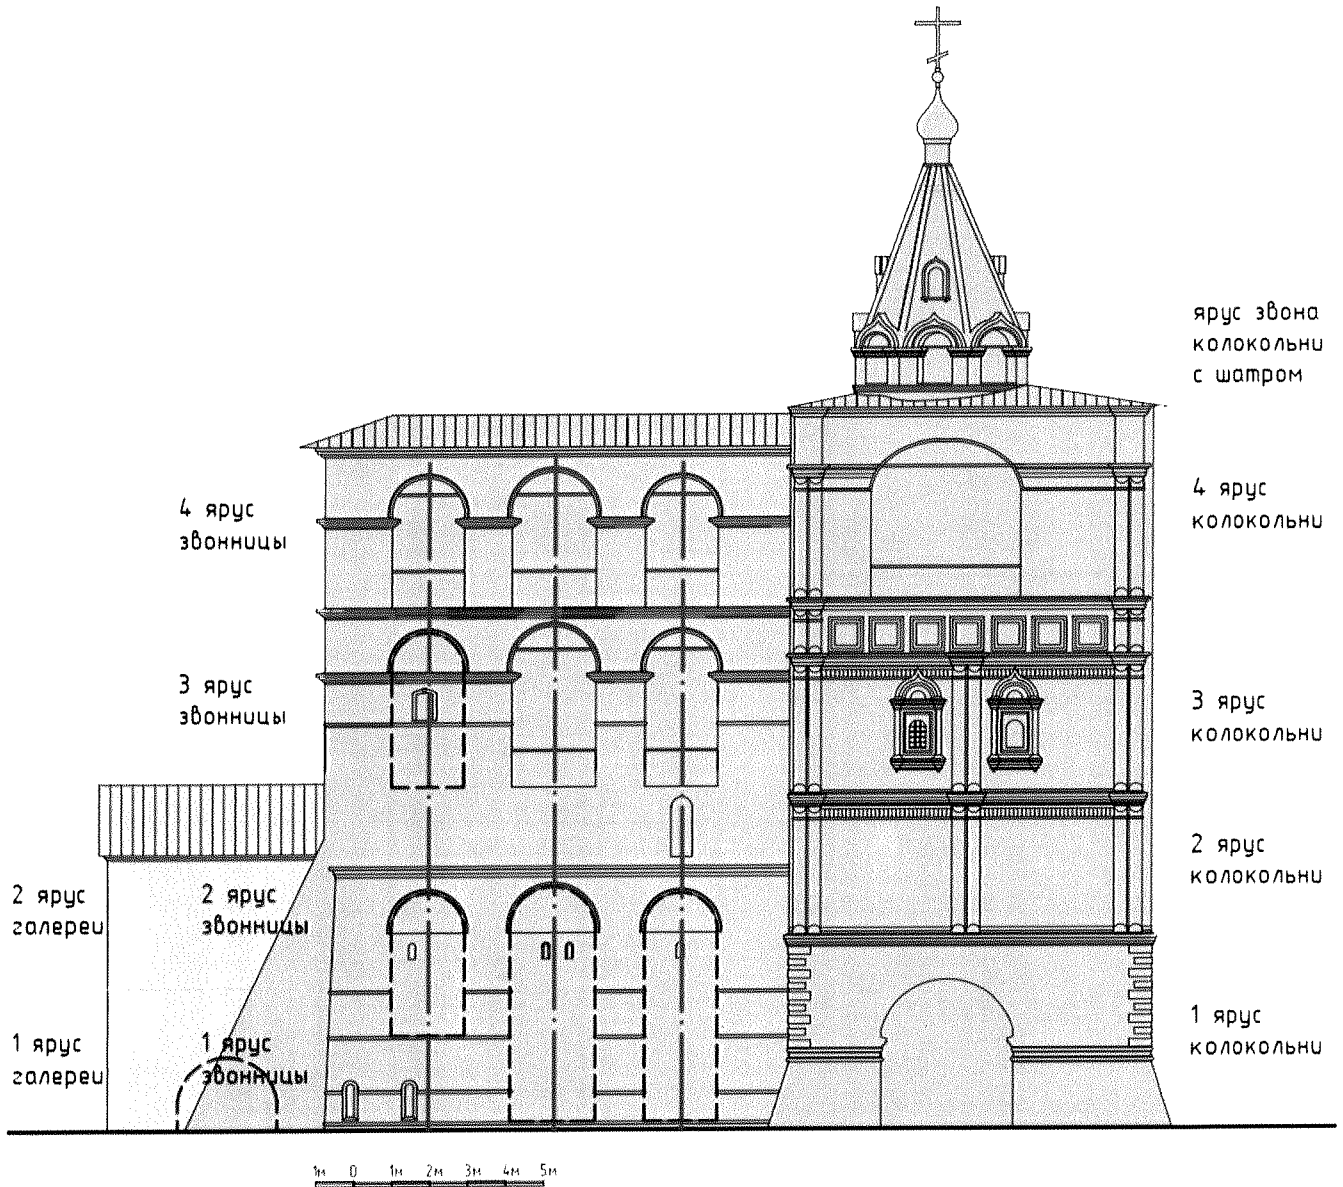 ярус звона
колокольни
с шатром
4 ярус
звонницы
4 ярус
колокольни
3 ярус
звонницы
3 ярус
колокольни
2 ярус
колокольни
2 ярус
галереи
2 ярус
звонницы
1 ярус
колокольни
1 ярус
галереи
1 ярус
звонницы
1м 0 1м 2м 3м 4м 5м